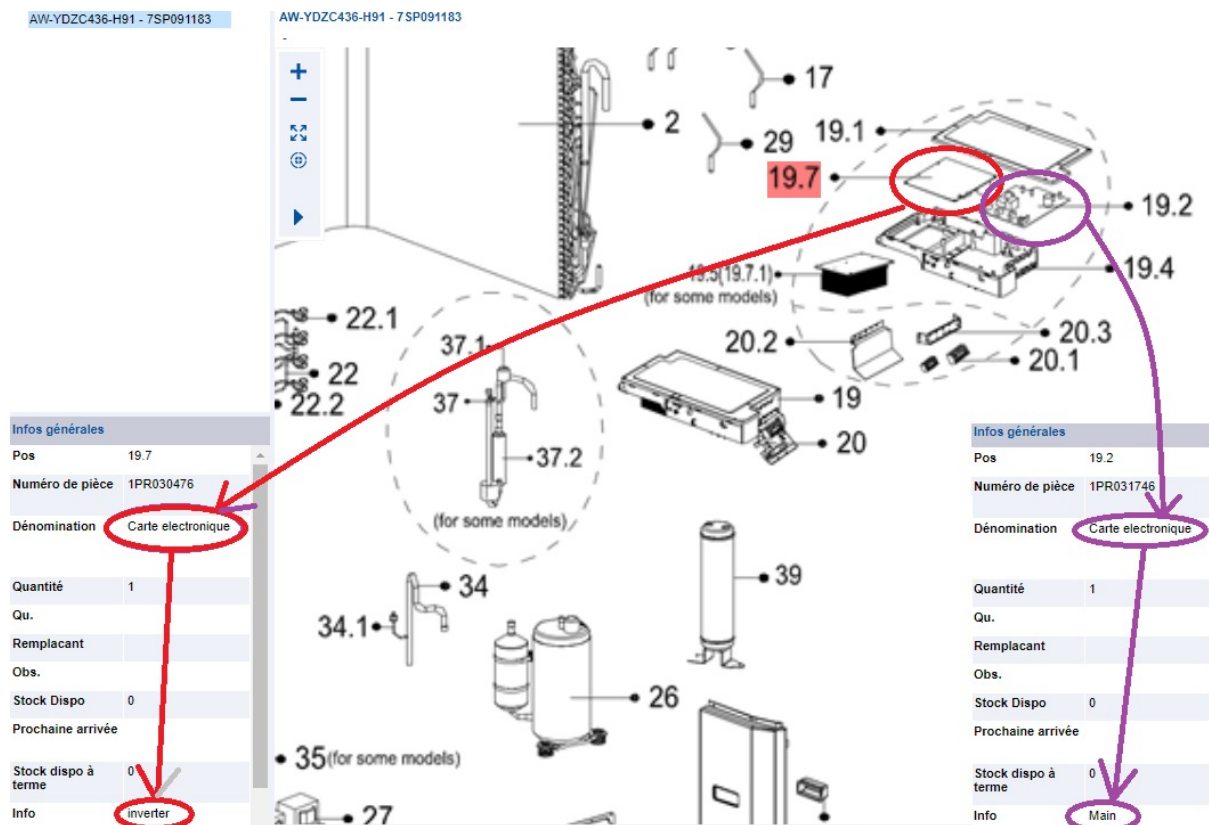 AW-YDZC436-H91 - 7SP091183
AW-YDZC436-H91 - 7SP091183
-
17
2
29
19.1
19.7
19.2
19.5(19.7.1)
(for some models)
19.4
22.1
22
22.2
37.1
37
37.2
(for some models)
20.2
20.3
20.1
19
20
34
34.1
39
26
35(for some models)
27
Infos générales
Pos 19.7
Numéro de pièce 1PR030476
Dénomination Carte electronique
Quantité 1
Qu.
Remplacant
Obs.
Stock Dispo 0
Prochaine arrivée
Stock dispo à
terme 0
Info inverter
Infos générales
Pos 19.2
Numéro de pièce 1PR031746
Dénomination Carte electronique
Quantité 1
Qu.
Remplacant
Obs.
Stock Dispo 0
Prochaine arrivée
Stock dispo à
terme 0
Info Main